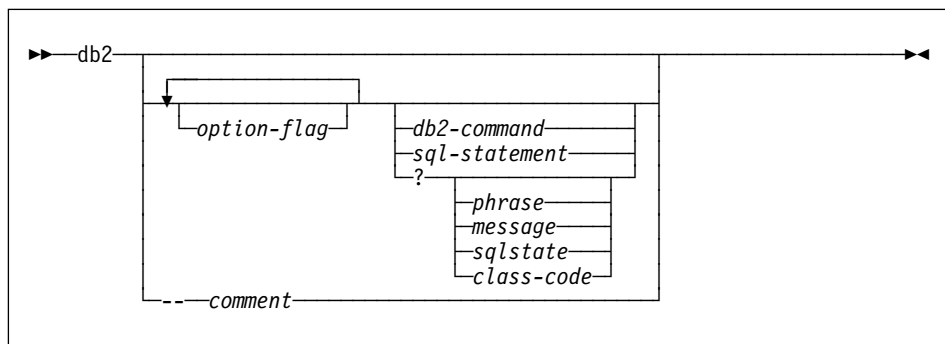 db2
option-flag
db2-command
sql-statement
?
phrase
message
sqlstate
class-code
-- comment